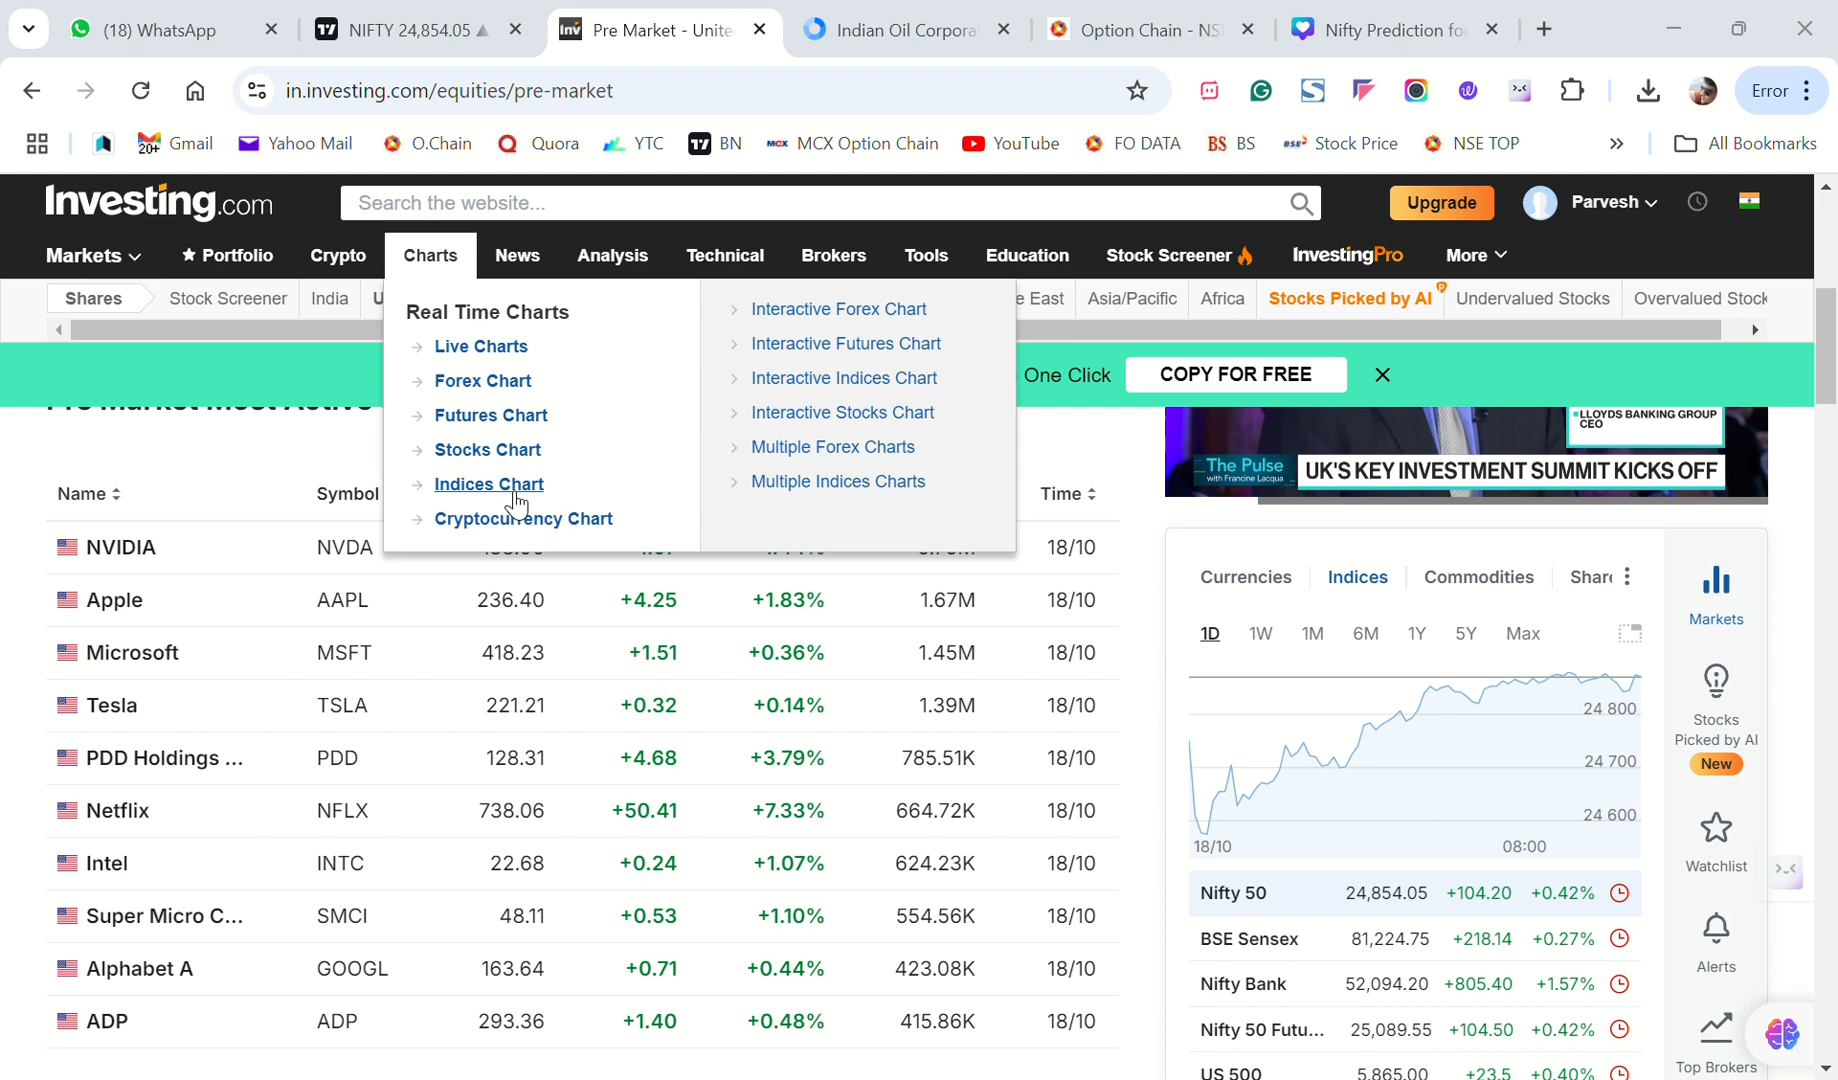 (18) WhatsApp
NIFTY 24,854.05 ▲
Pre Market - Unite
Indian Oil Corpora
Option Chain - NS
Nifty Prediction fo
in.investing.com/equities/pre-market
Error
Gmail
20+
Yahoo Mail
O.Chain
Quora
YTC
BN
MCX MCX Option Chain
YouTube
FO DATA
BS BS
BSE Stock Price
NSE TOP
All Bookmarks
Investing.com
Search the website...
Upgrade
Parvesh
Markets
Portfolio
Crypto
Charts
News
Analysis
Technical
Brokers
Tools
Education
Stock Screener
InvestingPro
More
Shares
Stock Screener
India
e East
Asia/Pacific
Africa
Stocks Picked by AI
Undervalued Stocks
Overvalued Stock
Real Time Charts
Live Charts
Forex Chart
Futures Chart
Stocks Chart
Indices Chart
Cryptocurrency Chart
Interactive Forex Chart
Interactive Futures Chart
Interactive Indices Chart
Interactive Stocks Chart
Multiple Forex Charts
Multiple Indices Charts
One Click
COPY FOR FREE
Name Symbol Time
NVIDIA NVDA 18/10
Apple AAPL 236.40 +4.25 +1.83% 1.67M 18/10
Microsoft MSFT 418.23 +1.51 +0.36% 1.45M 18/10
Tesla TSLA 221.21 +0.32 +0.14% 1.39M 18/10
PDD Holdings ... PDD 128.31 +4.68 +3.79% 785.51K 18/10
Netflix NFLX 738.06 +50.41 +7.33% 664.72K 18/10
Intel INTC 22.68 +0.24 +1.07% 624.23K 18/10
Super Micro C... SMCI 48.11 +0.53 +1.10% 554.56K 18/10
Alphabet A GOOGL 163.64 +0.71 +0.44% 423.08K 18/10
ADP ADP 293.36 +1.40 +0.48% 415.86K 18/10
LLOYDS BANKING GROUP
CEO
The Pulse
with Francine Lacqua
UK'S KEY INVESTMENT SUMMIT KICKS OFF
Currencies
Indices
Commodities
Share
1D 1W 1M 6M 1Y 5Y Max
24 800
24 700
24 600
18/10 08:00
Nifty 50 24,854.05 +104.20 +0.42%
BSE Sensex 81,224.75 +218.14 +0.27%
Nifty Bank 52,094.20 +805.40 +1.57%
Nifty 50 Futu... 25,089.55 +104.50 +0.42%
US 500 5,865.00 +23.5 +0.40%
Markets
Stocks
Picked by AI
New
Watchlist
Alerts
Top Brokers